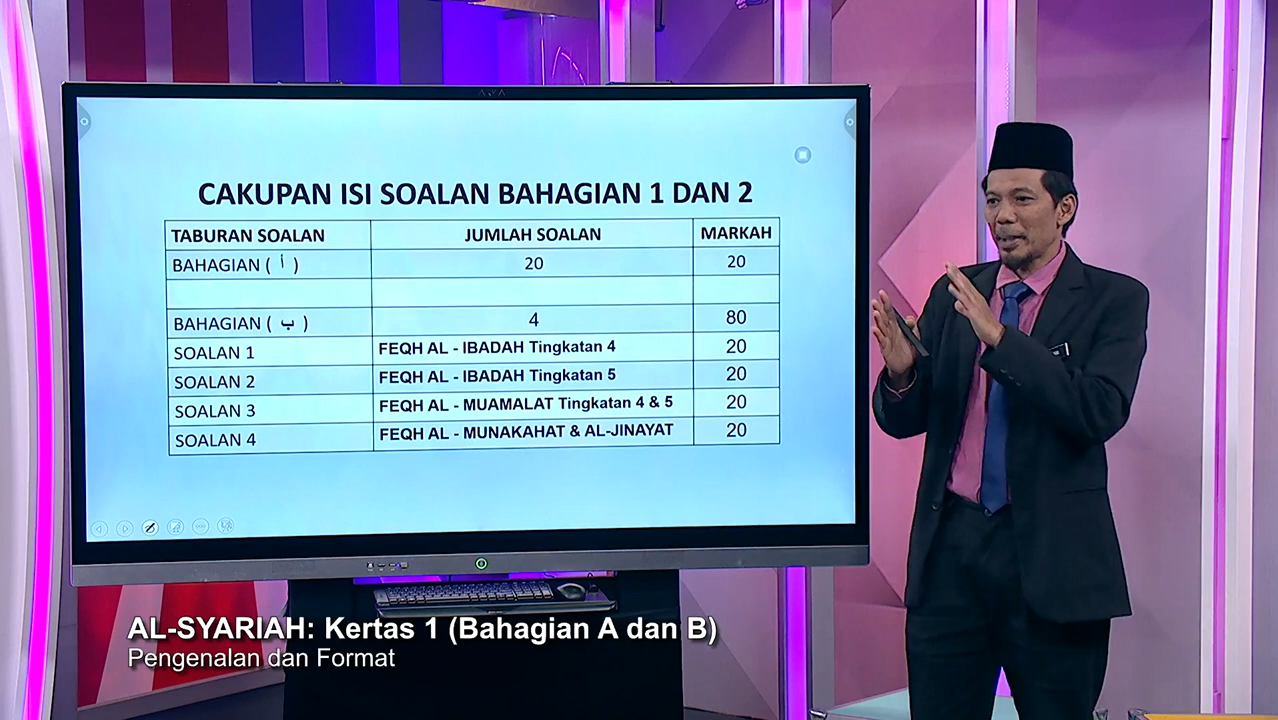 CAKUPAN ISI SOALAN BAHAGIAN 1 DAN 2
TABURAN SOALAN JUMLAH SOALAN MARKAH
BAHAGIAN ( أ ) 20 20
BAHAGIAN ( ب ) 4 80
SOALAN 1 FEQH AL - IBADAH Tingkatan 4 20
SOALAN 2 FEQH AL - IBADAH Tingkatan 5 20
SOALAN 3 FEQH AL - MUAMALAT Tingkatan 4 & 5 20
SOALAN 4 FEQH AL - MUNAKAHAT & AL-JINAYAT 20
AL-SYARIAH: Kertas 1 (Bahagian A dan B)
Pengenalan dan Format